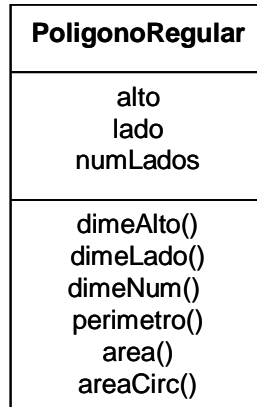 PoligonoRegular
alto
lado
numLados
dimeAlto()
dimeLado()
dimeNum()
perimetro()
area()
areaCirc()